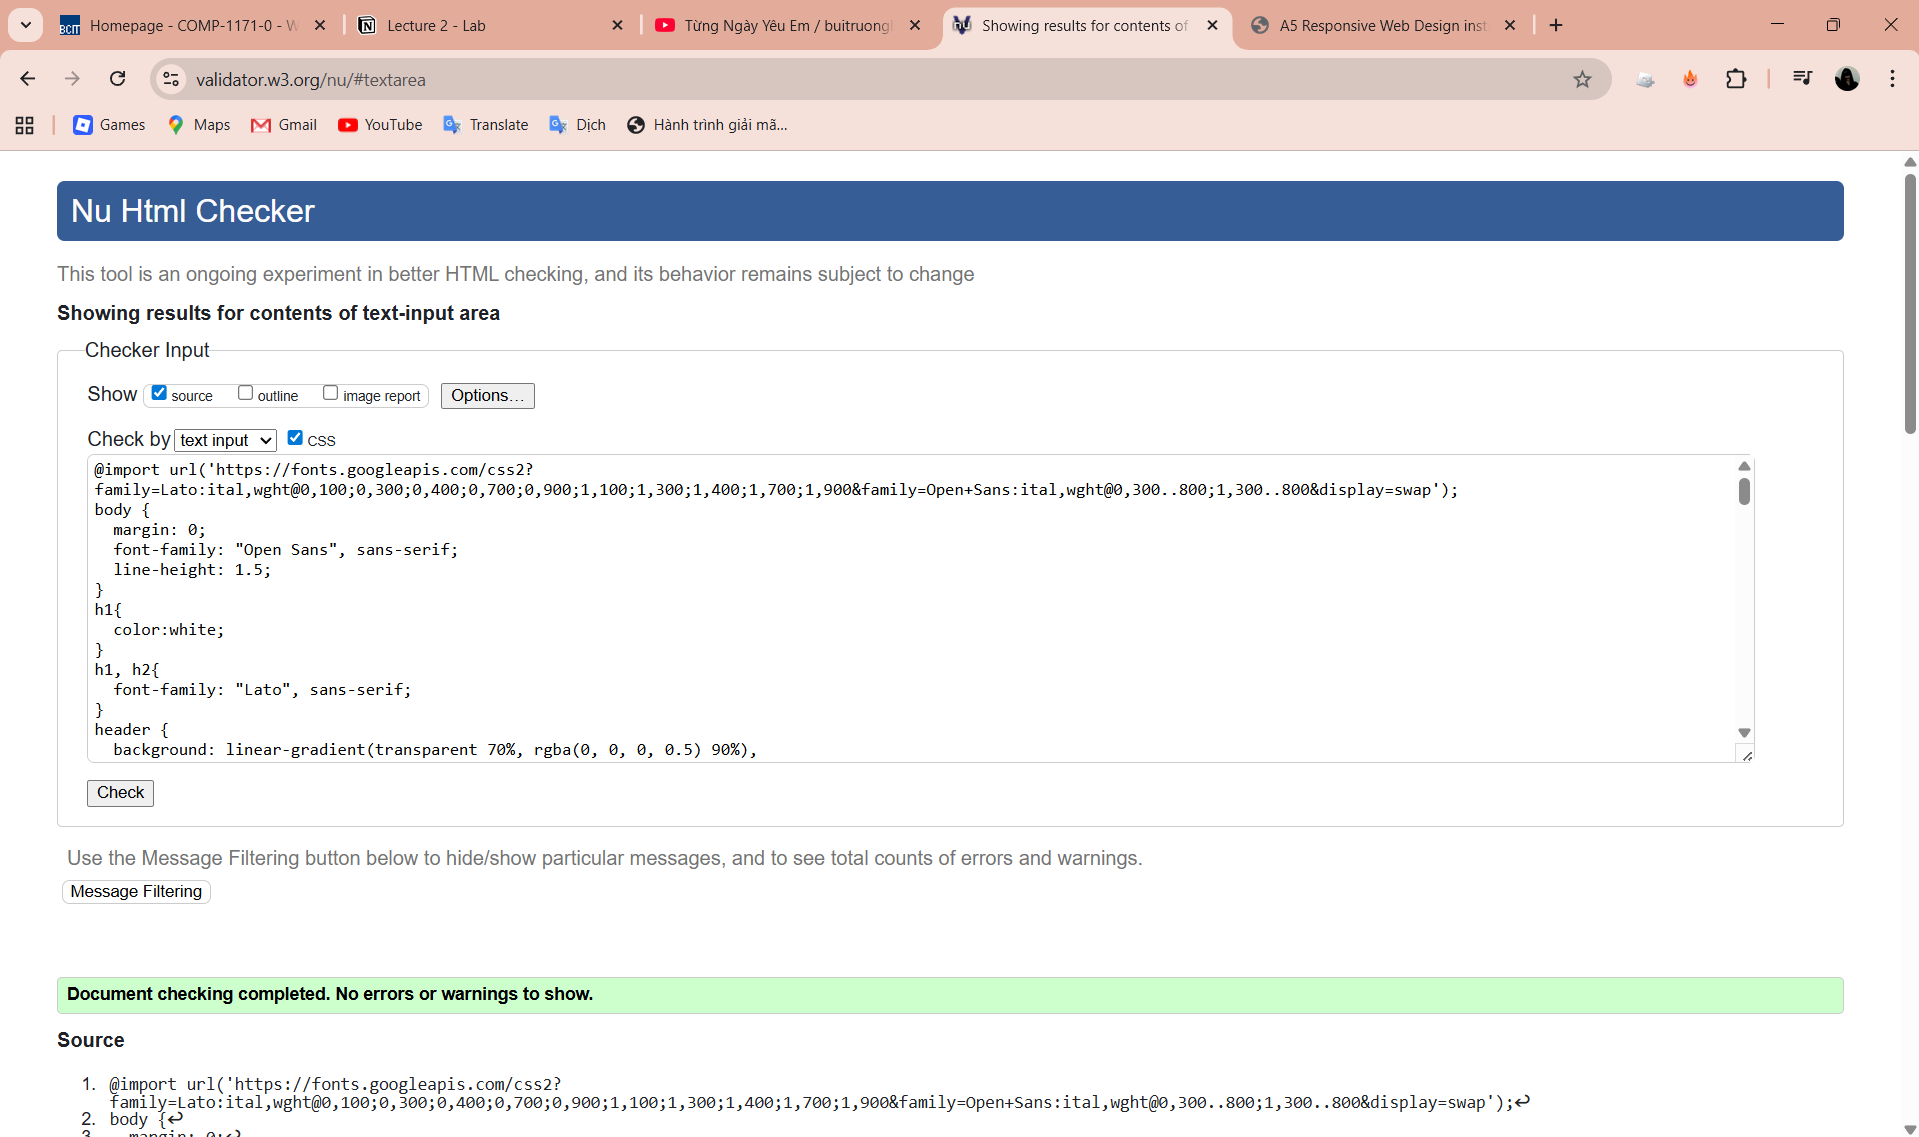 Homepage - COMP-1171-0 - W
Lecture 2 - Lab
Từng Ngày Yêu Em / buitruong
Showing results for contents of
A5 Responsive Web Design inst
validator.w3.org/nu/#textarea
Games
Maps
Gmail
YouTube
Translate
Dịch
Hành trình giải mã...
Nu Html Checker
This tool is an ongoing experiment in better HTML checking, and its behavior remains subject to change
Showing results for contents of text-input area
Checker Input
Show source outline image report Options...
Check by text input CSS
@import url('https://fonts.googleapis.com/css2?
family=Lato:ital,wght@0,100;0,300;0,400;0,700;0,900;1,100;1,300;1,400;1,700;1,900&family=Open+Sans:ital,wght@0,300..800;1,300..800&display=swap');
body {
  margin: 0;
  font-family: "Open Sans", sans-serif;
  line-height: 1.5;
}
h1{
  color:white;
}
h1, h2{
  font-family: "Lato", sans-serif;
}
header {
  background: linear-gradient(transparent 70%, rgba(0, 0, 0, 0.5) 90%),
Check
Use the Message Filtering button below to hide/show particular messages, and to see total counts of errors and warnings.
Message Filtering
Document checking completed. No errors or warnings to show.
Source
1. @import url('https://fonts.googleapis.com/css2?
family=Lato:ital,wght@0,100;0,300;0,400;0,700;0,900;1,100;1,300;1,400;1,700;1,900&family=Open+Sans:ital,wght@0,300..800;1,300..800&display=swap');↩
2. body {↩
3. margin: 0;↩